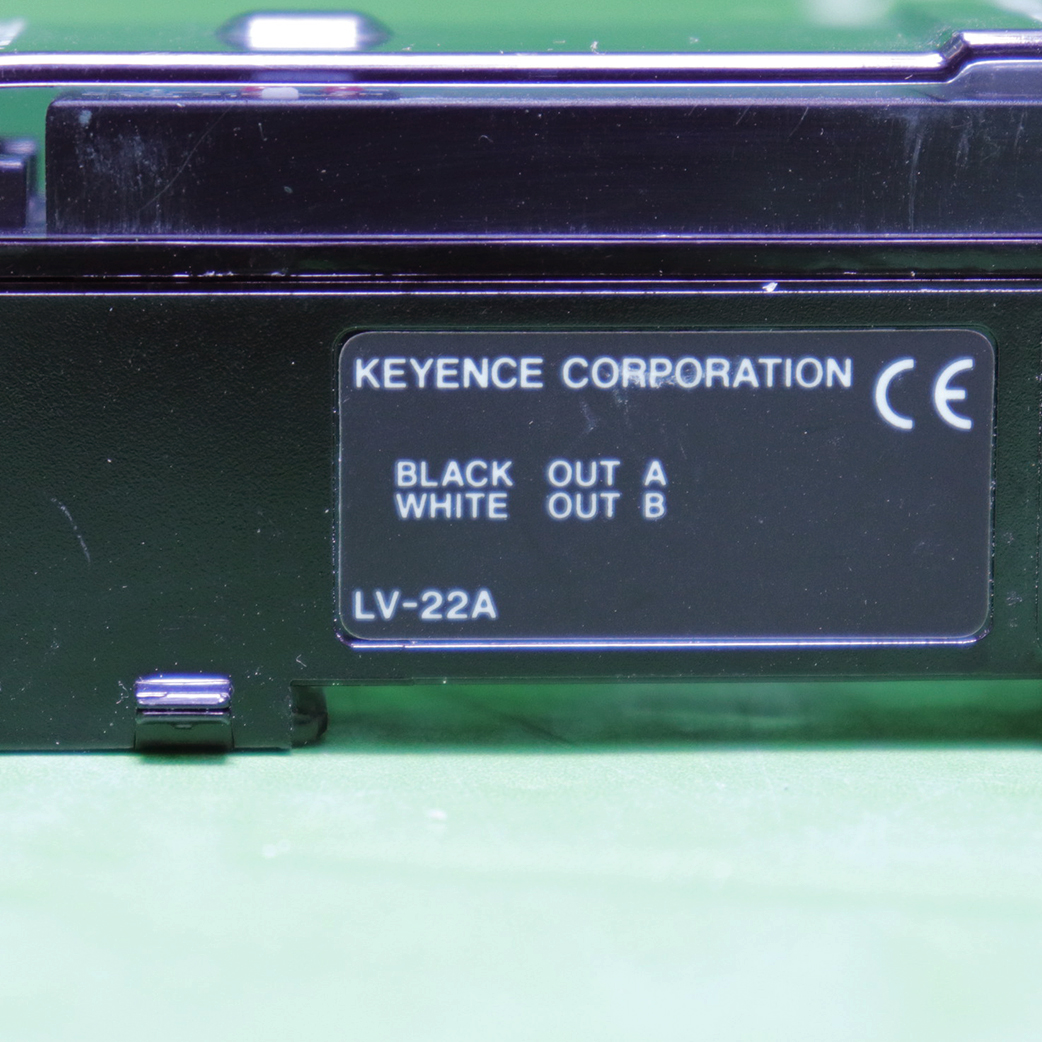 KEYENCE CORPORATION CE
BLACK OUT A
WHITE OUT B
LV-22A